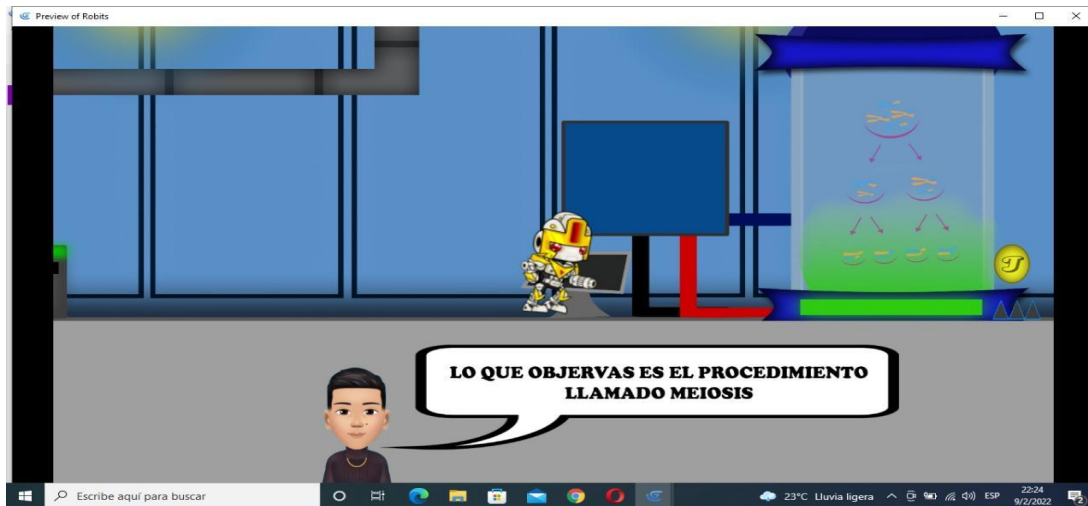 Preview of Robits
T
LO QUE OBJERVAS ES EL PROCEDIMIENTO
LLAMADO MEIOSIS
Escribe aquí para buscar
23°C Lluvia ligera
ESP
22:24
9/2/2022
2